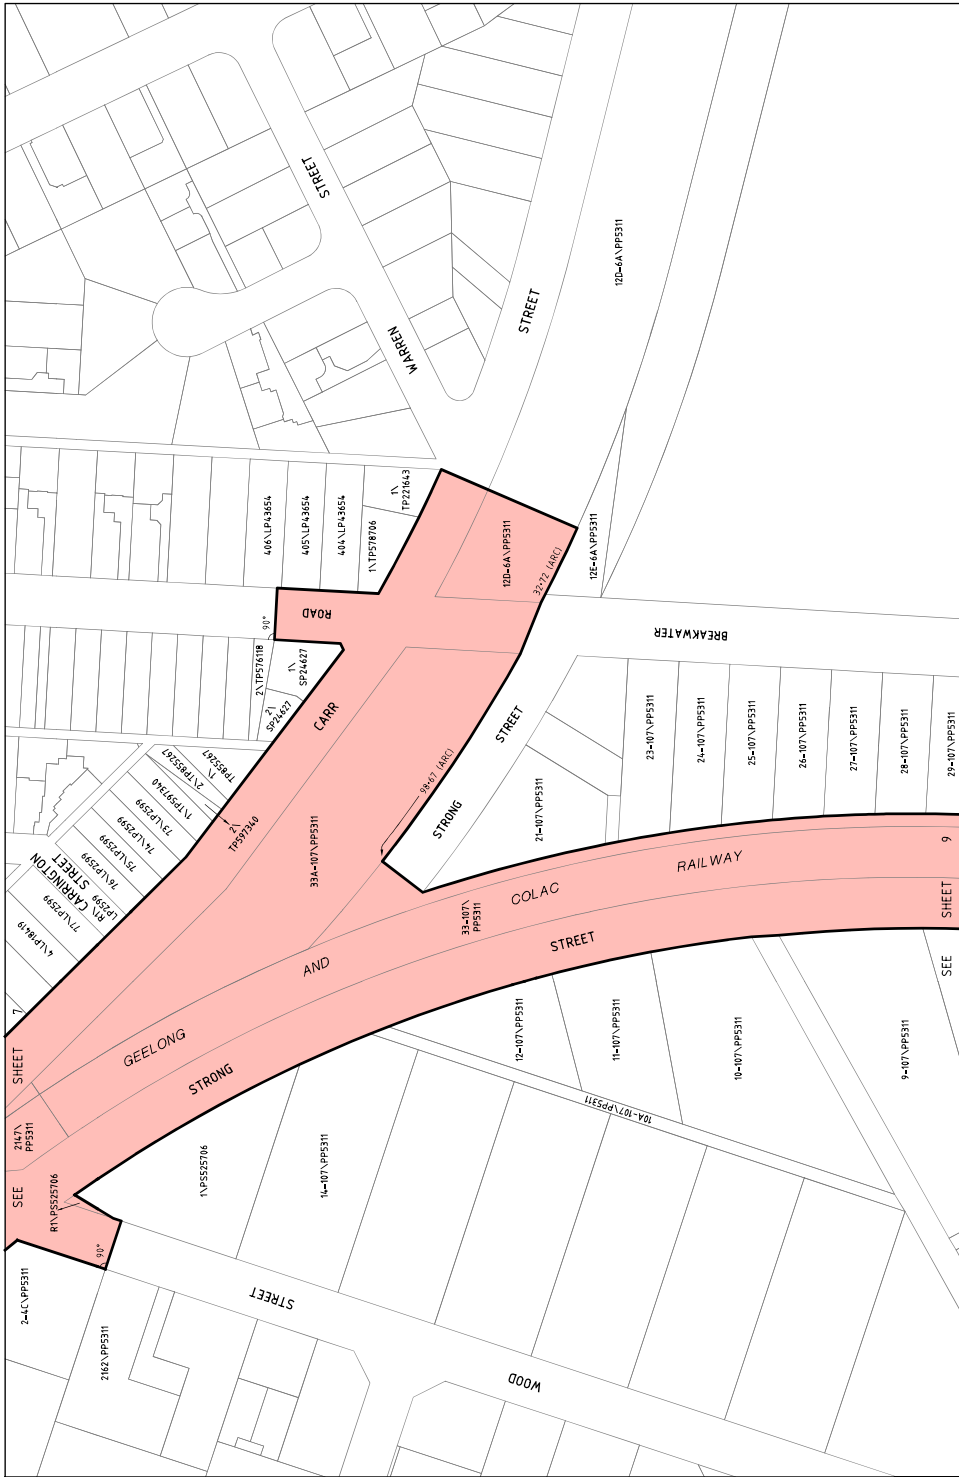 STREET
12D-6A\PP5311
STREET
WARREN
406\LP43654
405\LP43654
404\LP43654
1\TP578706
1\
TP221643
12D-6A\PP5311
12E-6A\PP5311
32·72 (ARC)
ROAD
90°
BREAKWATER
2\TP576118
1\
SP24627
2\
SP24627
CARR
STREET
STRONG
98·67 (ARC)
23-107\PP5311
24-107\PP5311
25-107\PP5311
26-107\PP5311
27-107\PP5311
28-107\PP5311
29-107\PP5311
21-107\PP5311
1\
TP855267
2\TP855267
1\TP597340
2\
TP597340
73\LP2599
74\LP2599
75\LP2599
76\LP2599
R1\
LP2599
CARRINGTON
STREET
77\LP2599
4\LP18419
33A-107\PP5311
33-107\
PP5311
GEELONG
AND
COLAC
RAILWAY
STRONG
STREET
SEE
SHEET
7
SEE
SHEET
9
2147\
PP5311
R1\PS525706
90°
1\PS525706
14-107\PP5311
12-107\PP5311
11-107\PP5311
10-107\PP5311
9-107\PP5311
10A-107\PP5311
2-4C\PP5311
2162\PP5311
STREET
WOOD